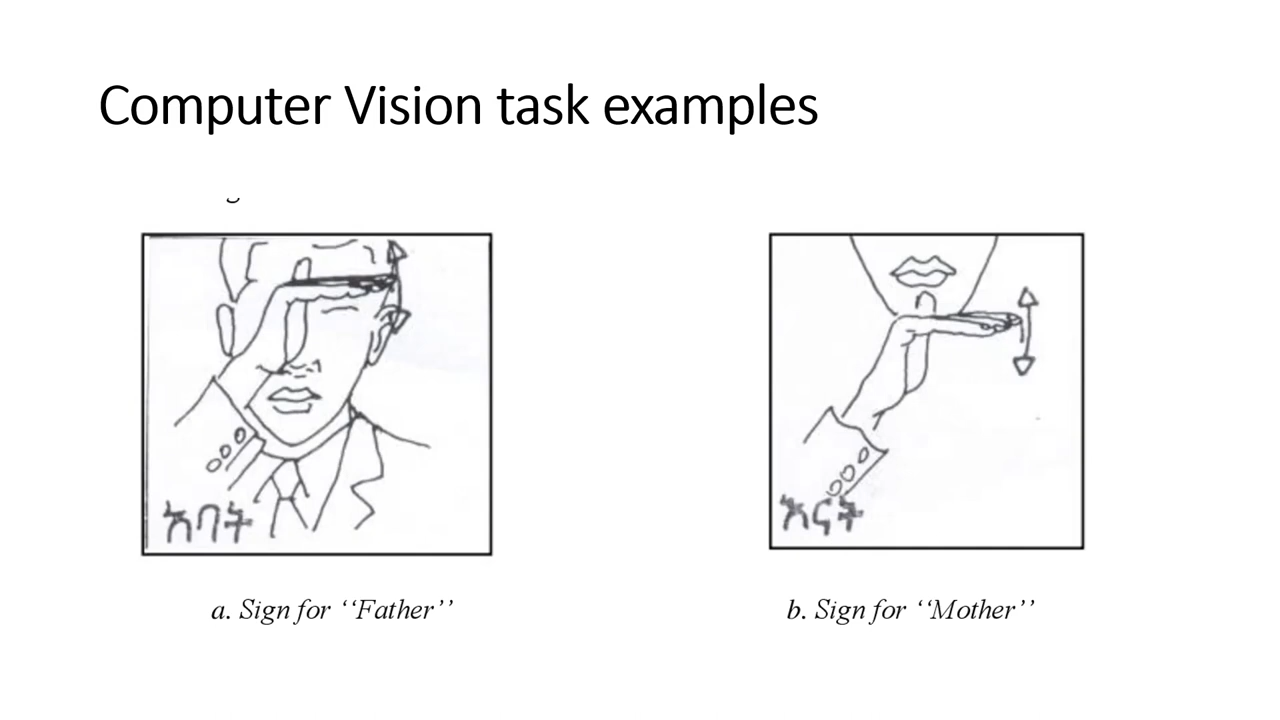 Computer Vision task examples
አባት
እናት
a. Sign for ‘‘Father’’
b. Sign for ‘‘Mother’’